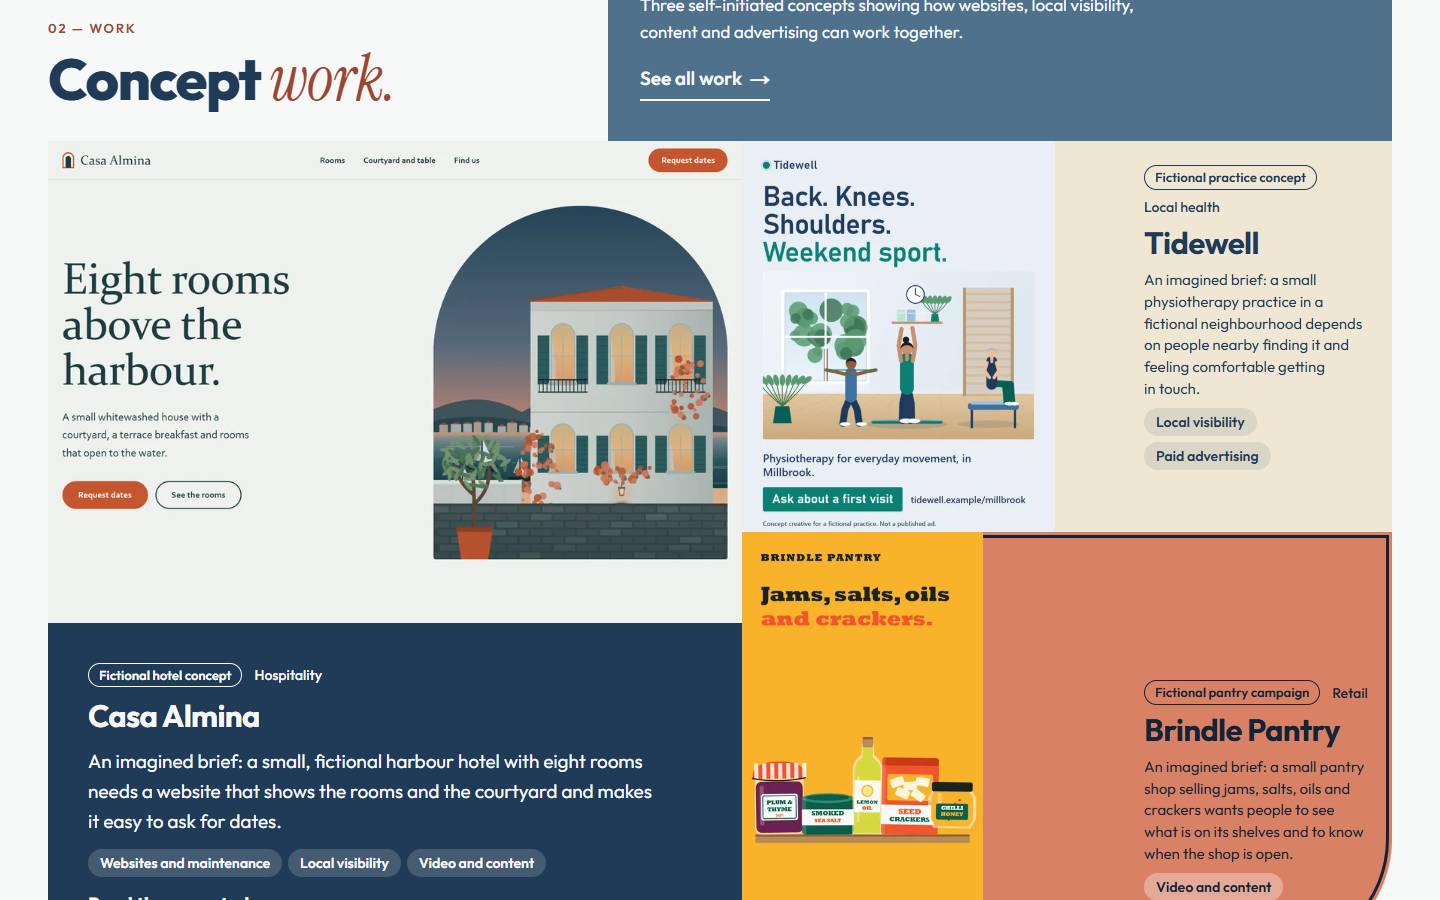 02 — WORK
Concept work.
Three self-initiated concepts showing how websites, local visibility,
content and advertising can work together.
See all work →
Casa Almina
Rooms
Courtyard and table
Find us
Request dates
Eight rooms
above the
harbour.
A small whitewashed house with a
courtyard, a terrace breakfast and rooms
that open to the water.
Request dates
See the rooms
Tidewell
Back. Knees.
Shoulders.
Weekend sport.
Physiotherapy for everyday movement, in
Millbrook.
Ask about a first visit
tidewell.example/millbrook
Concept creative for a fictional practice. Not a published ad.
Fictional practice concept
Local health
Tidewell
An imagined brief: a small
physiotherapy practice in a
fictional neighbourhood depends
on people nearby finding it and
feeling comfortable getting
in touch.
Local visibility
Paid advertising
Fictional hotel concept
Hospitality
Casa Almina
An imagined brief: a small, fictional harbour hotel with eight rooms
needs a website that shows the rooms and the courtyard and makes
it easy to ask for dates.
Websites and maintenance
Local visibility
Video and content
BRINDLE PANTRY
Jams, salts, oils
and crackers.
PLUM &
THYME
SMOKED
SEA SALT
LEMON
OIL
SEED
CRACKERS
CHILLI
HONEY
Fictional pantry campaign
Retail
Brindle Pantry
An imagined brief: a small pantry
shop selling jams, salts, oils and
crackers wants people to see
what is on its shelves and to know
when the shop is open.
Video and content